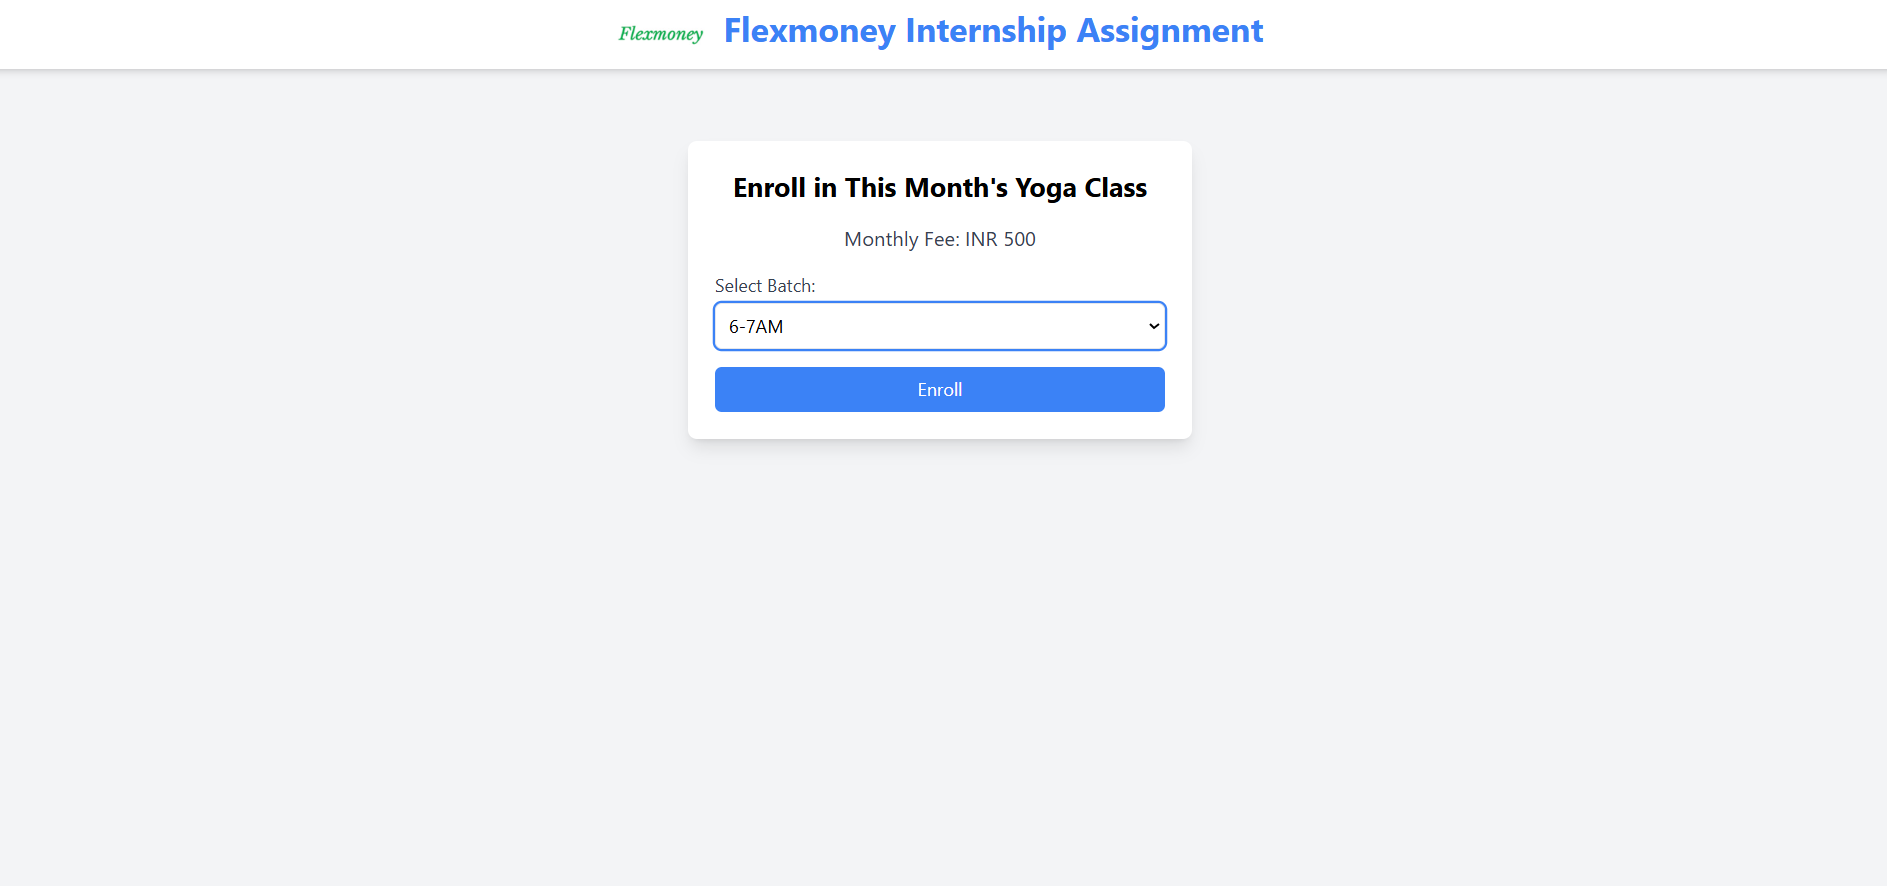 Flexmoney Flexmoney Internship Assignment
Enroll in This Month's Yoga Class
Monthly Fee: INR 500
Select Batch:
6-7AM
Enroll